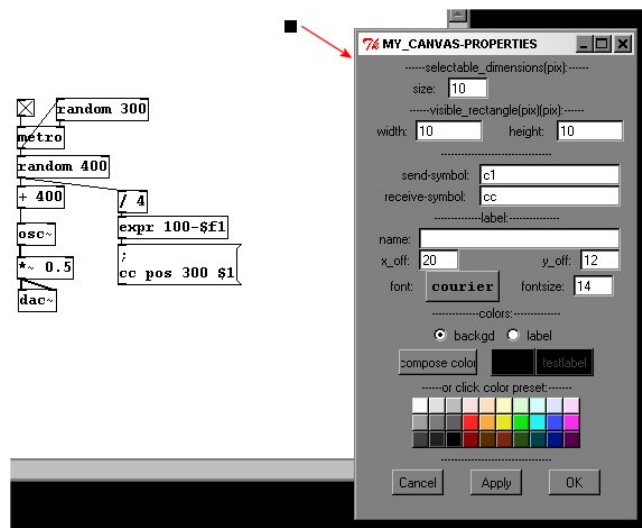 random 300
metro
random 400
+ 400
/ 4
osc~
expr 100-$f1
*~ 0.5
;
cc pos 300 $1
dac~
MY_CANVAS-PROPERTIES
------selectable_dimensions(pix):------
size: 10
------visible_rectangle(pix)(pix):------
width: 10 height: 10
send-symbol: c1
receive-symbol: cc
label:
name:
x_off: 20 y_off: 12
font: courier fontsize: 14
colors:
backgd label
compose color testlabel
------or click color preset:-------
Cancel Apply OK